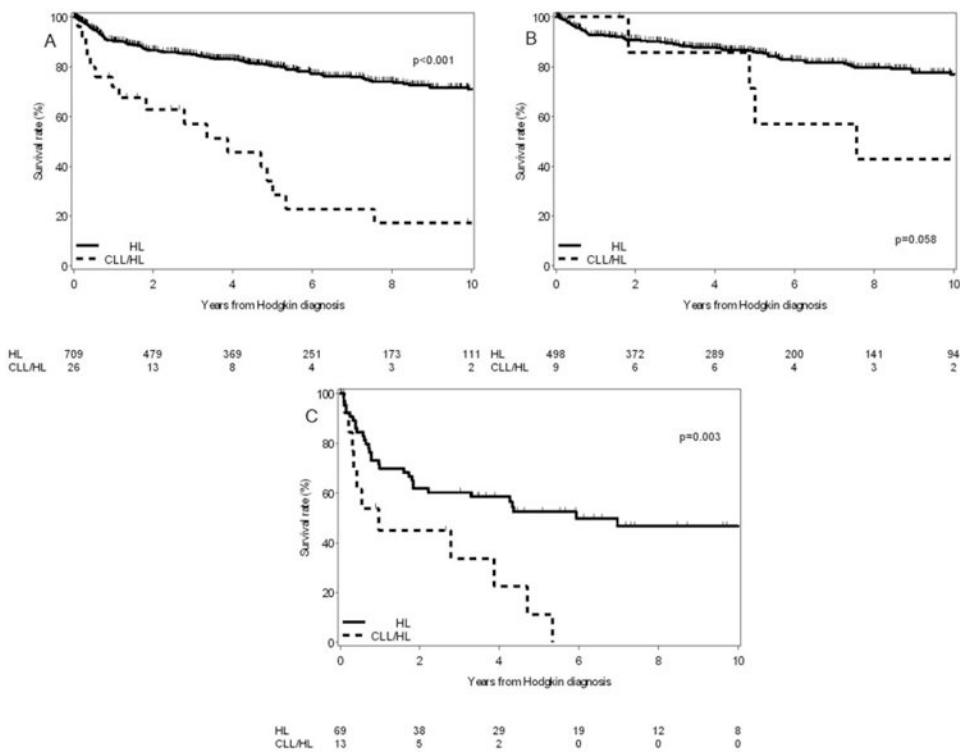 A
p<0.001
Survival rate (%)
100
80
60
40
20
0
HL
CLL/HL
0 2 4 6 8 10
Years from Hodgkin diagnosis
HL 709 479 369 251 173 111
CLL/HL 26 13 8 4 3 2
B
p=0.058
Survival rate (%)
100
80
60
40
20
0
HL
CLL/HL
0 2 4 6 8 10
Years from Hodgkin diagnosis
HL 498 372 289 200 141 94
CLL/HL 9 6 6 4 3 2
C
p=0.003
Survival rate (%)
100
80
60
40
20
0
HL
CLL/HL
0 2 4 6 8 10
Years from Hodgkin diagnosis
HL 69 38 29 19 12 8
CLL/HL 13 5 2 0 0 0